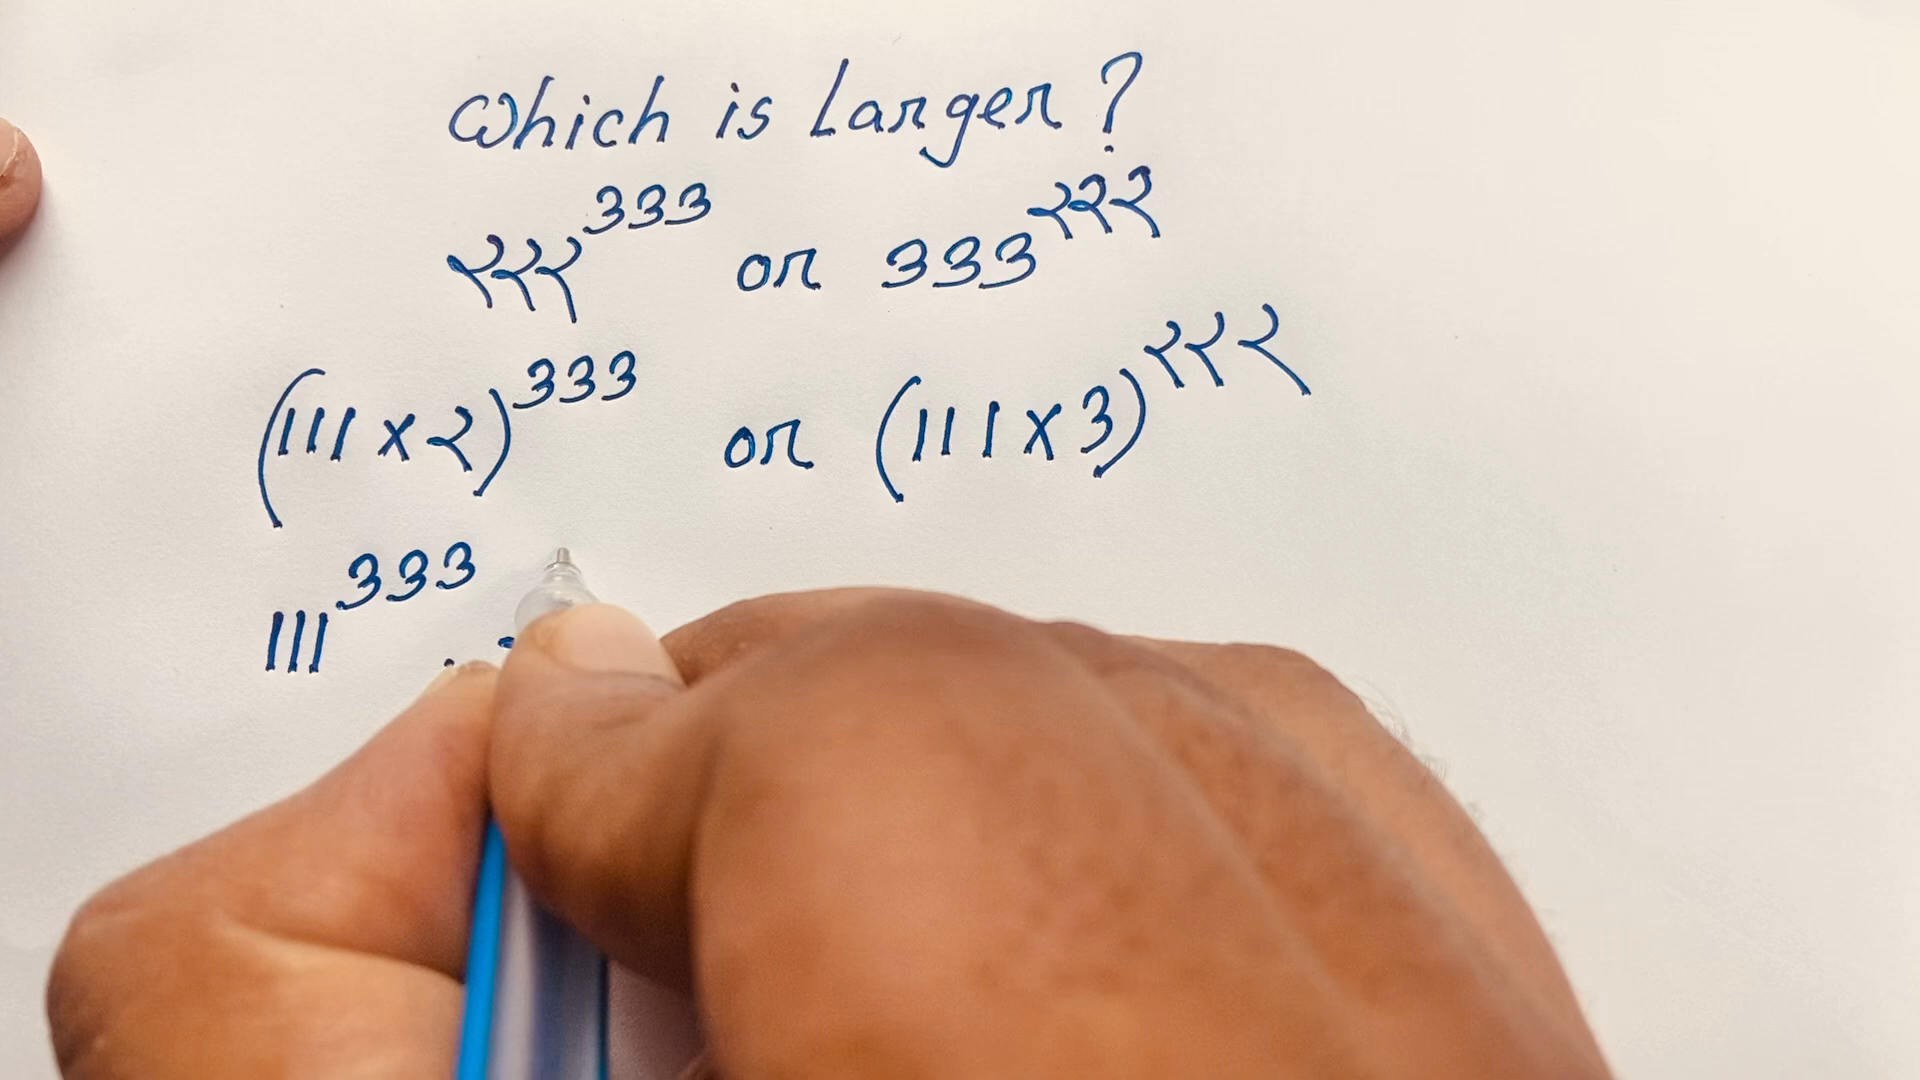 Which is Larger?
222^333 or 333^222
(111 x 2)^333 or (111 x 3)^222
111^333 .